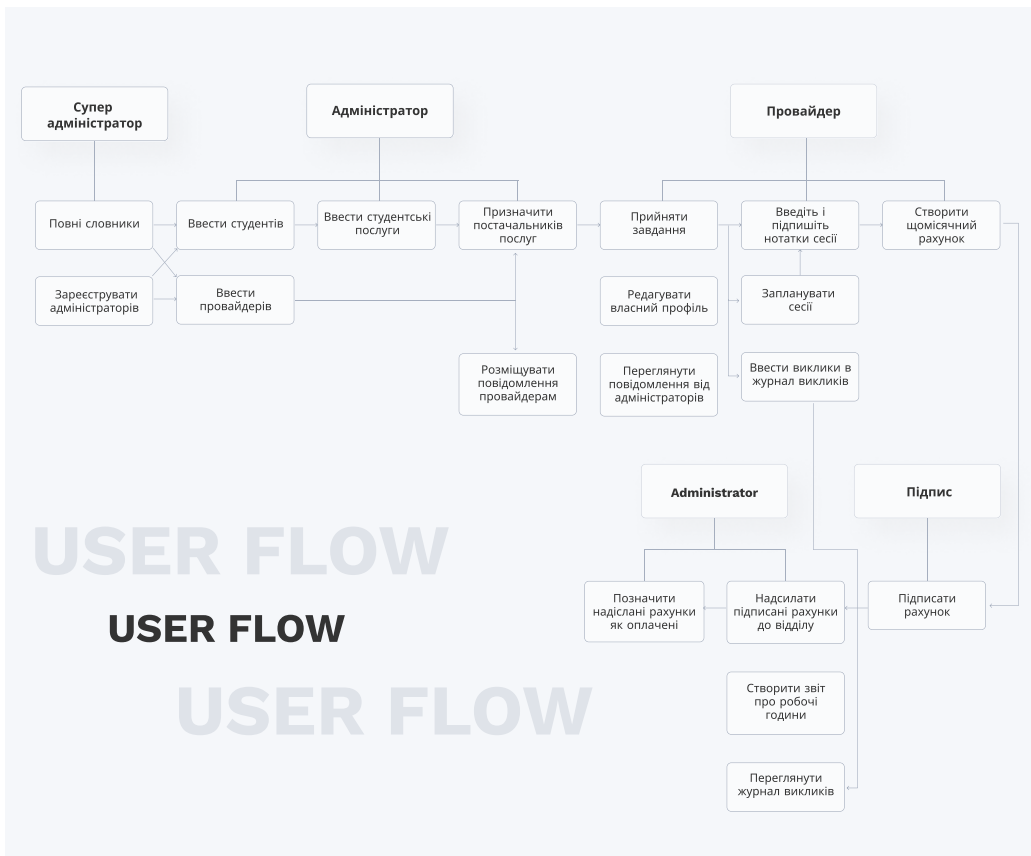 Супер
адміністратор
Адміністратор
Провайдер
Повні словники
Ввести студентів
Ввести студентські
послуги
Призначити
постачальників
послуг
Прийняти
завдання
Введіть і
підпишіть
нотатки сесії
Створити
щомісячний
рахунок
Зареєструвати
адміністраторів
Ввести
провайдерів
Редагувати
власний профіль
Запланувати
сесії
Розміщувати
повідомлення
провайдерам
Переглянути
повідомлення від
адміністраторів
Ввести виклики в
журнал викликів
Administrator
Підпис
USER FLOW
USER FLOW
USER FLOW
Позначити
надіслані рахунки
як оплачені
Надсилати
підписані рахунки
до відділу
Підписати
рахунок
Створити звіт
про робочі
години
Переглянути
журнал викликів